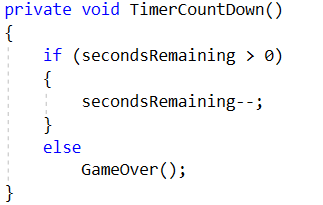 private void TimerCountDown()
{
    if (secondsRemaining > 0)
    {
        secondsRemaining--;
    }
    else
        GameOver();
}